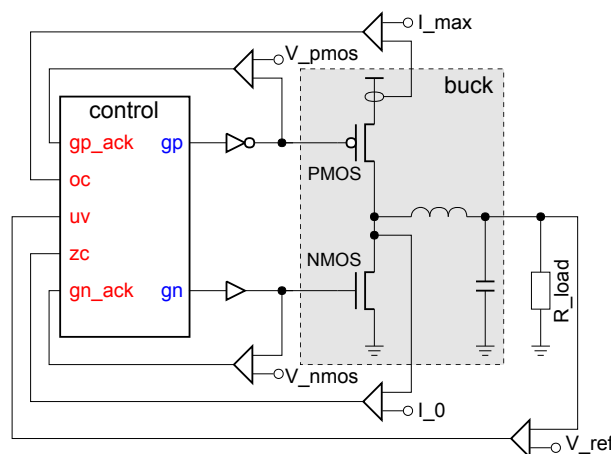 I_max
V_pmos
buck
control
gp_ack gp
PMOS
oc
uv
zc
NMOS
gn_ack gn
R_load
V_nmos
I_0
V_ref